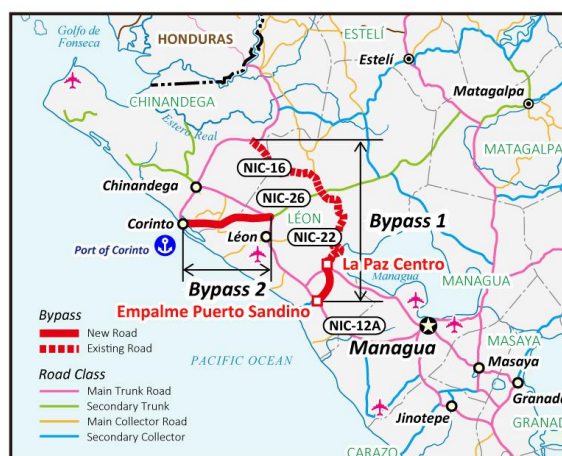 Golfo de
Fonseca
HONDURAS
ESTELÍ
Estelí
Matagalpa
CHINANDEGA
Estero Real
MATAGALPA
NIC-16
Chinandega
NIC-26
LÉON
Bypass 1
Corinto
NIC-22
Léon
Port of Corinto
La Paz Centro
Managua
MANAGUA
Bypass 2
Empalme Puerto Sandino
NIC-12A
Bypass
New Road
Existing Road
PACIFIC OCEAN
Managua
MASAYA
Masaya
Road Class
Granada
Main Trunk Road
Secondary Trunk
Main Collector Road
Secondary Collector
Jinotepe
GRANAD
CARAZO